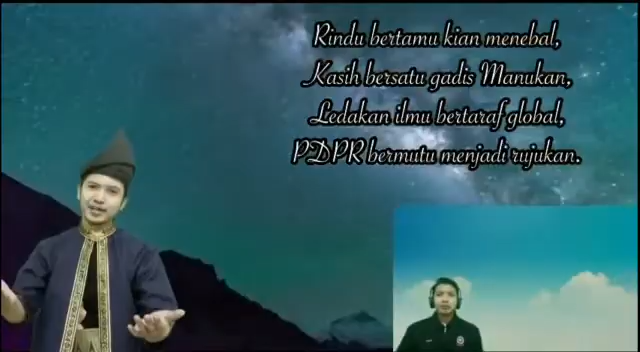 Rindu bertamu kian menebal,
Kasih bersatu gadis Manukan,
Ledakan ilmu bertaraf global,
PDPR bermutu menjadi rujukan.